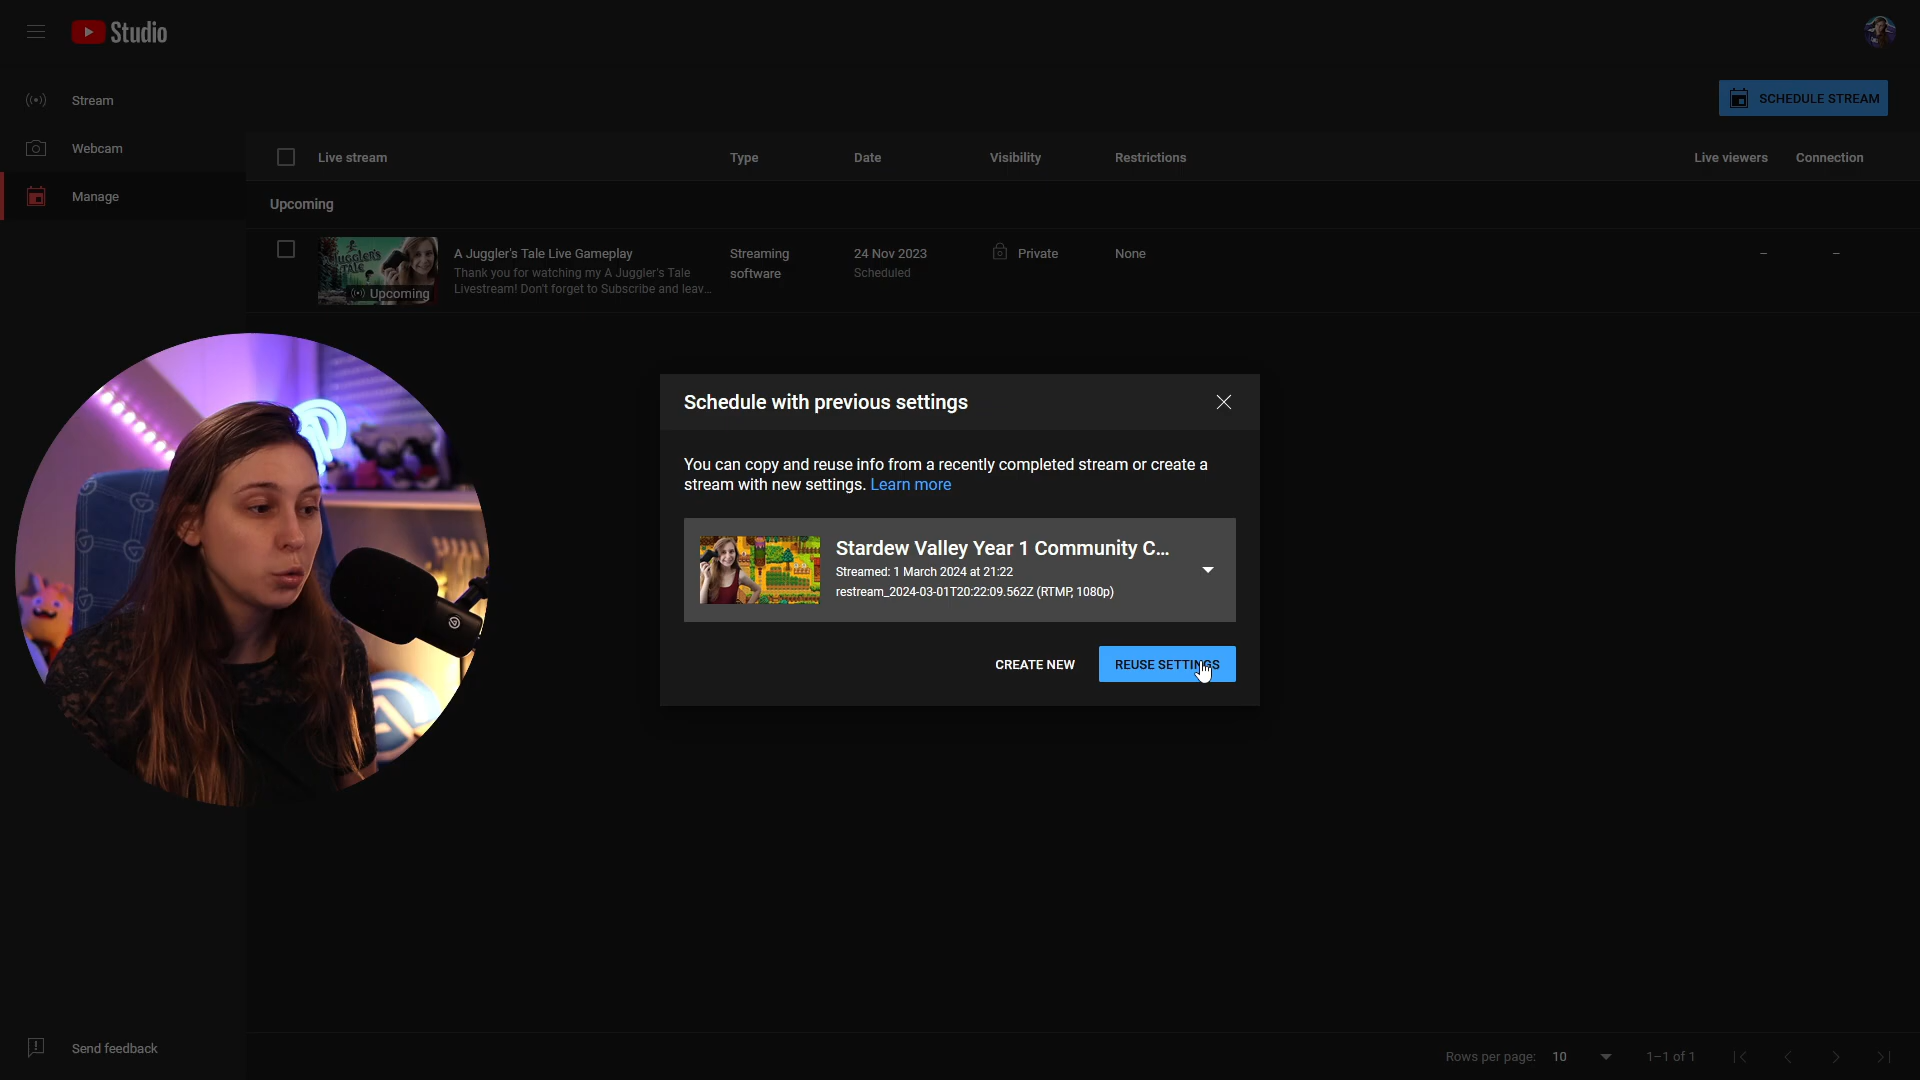 Studio
Stream
SCHEDULE STREAM
Webcam
Live stream
Type
Date
Visibility
Restrictions
Live viewers
Connection
Manage
Upcoming
A Juggler's Tale Live Gameplay
Thank you for watching my A Juggler's Tale
Livestream! Don't forget to Subscribe and leav...
Upcoming
Streaming
software
24 Nov 2023
Scheduled
Private
None
–
–
Schedule with previous settings
You can copy and reuse info from a recently completed stream or create a
stream with new settings. Learn more
Stardew Valley Year 1 Community C...
Streamed: 1 March 2024 at 21:22
restream_2024-03-01T20:22:09.562Z (RTMP, 1080p)
CREATE NEW
REUSE SETTINGS
Send feedback
Rows per page: 10
1–1 of 1